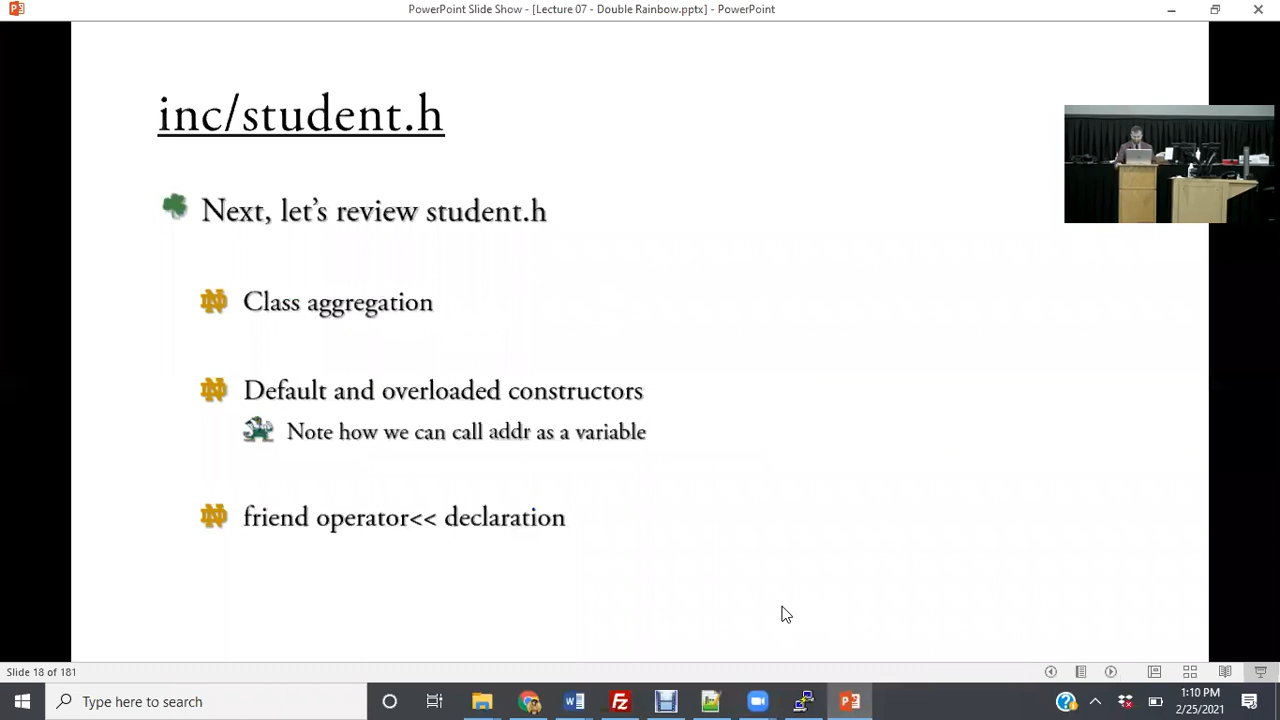 PowerPoint Slide Show - [Lecture 07 - Double Rainbow.pptx] - PowerPoint
inc/student.h
Next, let’s review student.h
Class aggregation
Default and overloaded constructors
Note how we can call addr as a variable
friend operator<< declaration
Slide 18 of 181
Type here to search
1:10 PM
2/25/2021